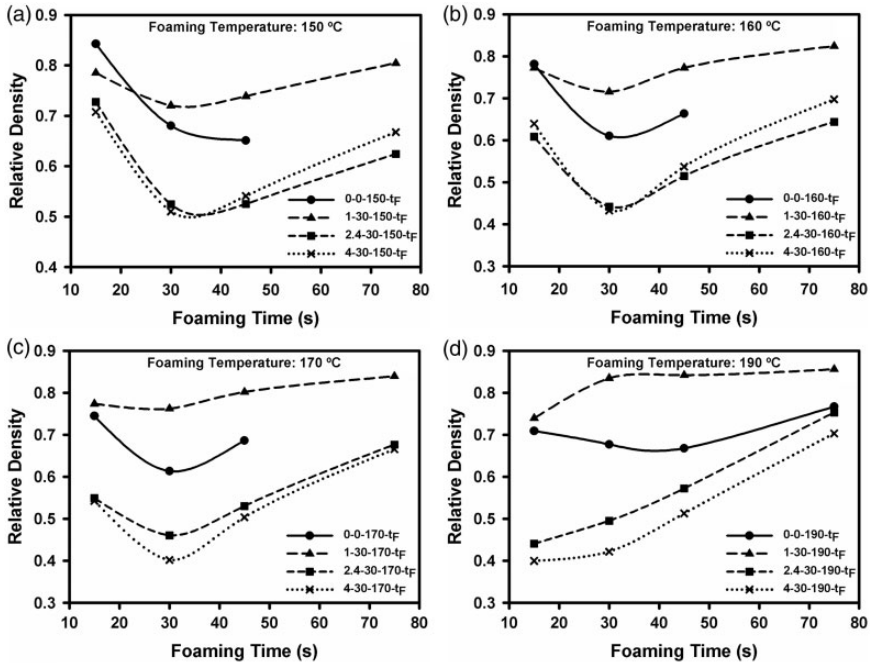 (a)
Foaming Temperature: 150 ºC
Relative Density
0.9
0.8
0.7
0.6
0.5
0.4
0-0-150-tF
1-30-150-tF
2.4-30-150-tF
4-30-150-tF
10 20 30 40 50 60 70 80
Foaming Time (s)
(b)
Foaming Temperature: 160 ºC
Relative Density
0.9
0.8
0.7
0.6
0.5
0.4
0.3
0-0-160-tF
1-30-160-tF
2.4-30-160-tF
4-30-160-tF
10 20 30 40 50 60 70 80
Foaming Time (s)
(c)
Foaming Temperature: 170 ºC
Relative Density
0.9
0.8
0.7
0.6
0.5
0.4
0.3
0-0-170-tF
1-30-170-tF
2.4-30-170-tF
4-30-170-tF
10 20 30 40 50 60 70 80
Foaming Time (s)
(d)
Foaming Temperature: 190 ºC
Relative Density
0.9
0.8
0.7
0.6
0.5
0.4
0.3
0-0-190-tF
1-30-190-tF
2.4-30-190-tF
4-30-190-tF
10 20 30 40 50 60 70 80
Foaming Time (s)